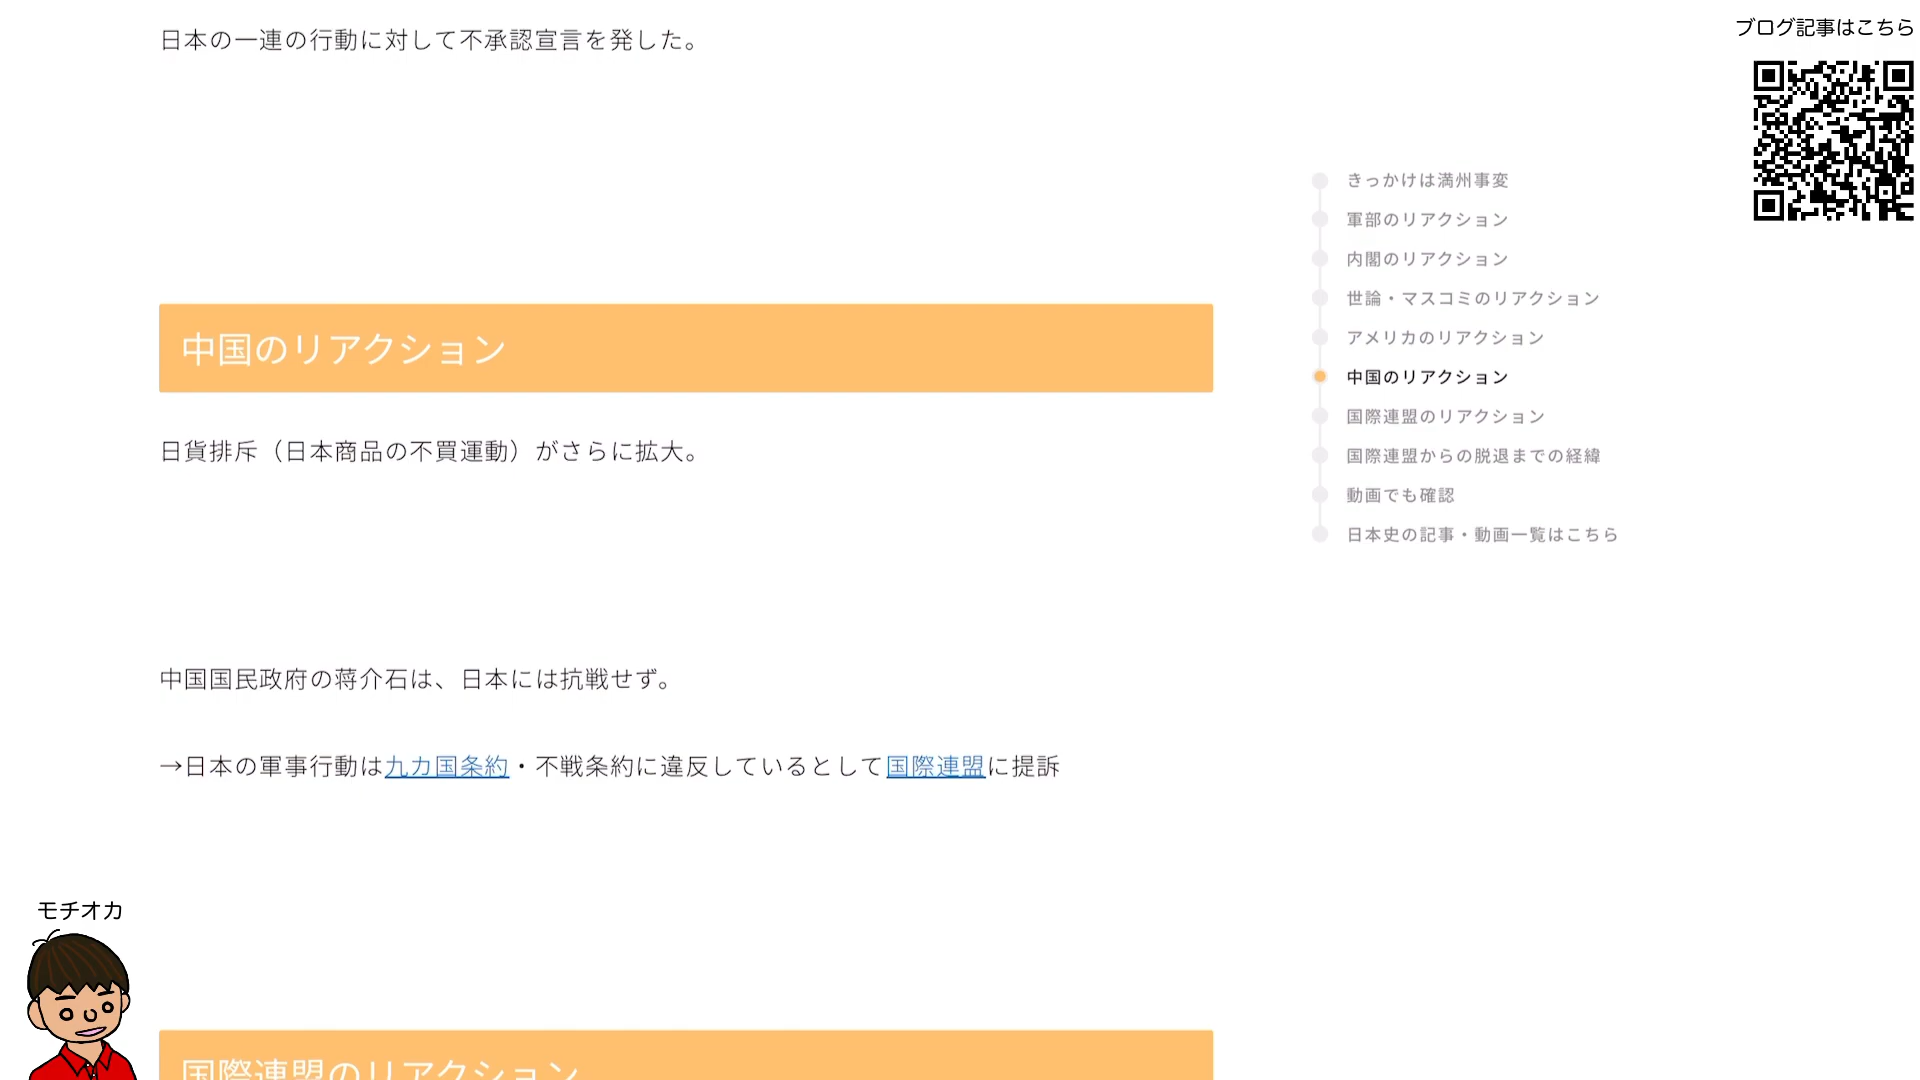 日本の一連の行動に対して不承認宣言を発した。
ブログ記事はこちら
きっかけは満州事変
軍部のリアクション
内閣のリアクション
世論・マスコミのリアクション
アメリカのリアクション
中国のリアクション
国際連盟のリアクション
国際連盟からの脱退までの経緯
動画でも確認
日本史の記事・動画一覧はこちら
中国のリアクション
日貨排斥（日本商品の不買運動）がさらに拡大。
中国国民政府の蒋介石は、日本には抗戦せず。
→日本の軍事行動は九カ国条約・不戦条約に違反しているとして国際連盟に提訴
モチオカ
国際連盟のリアクション